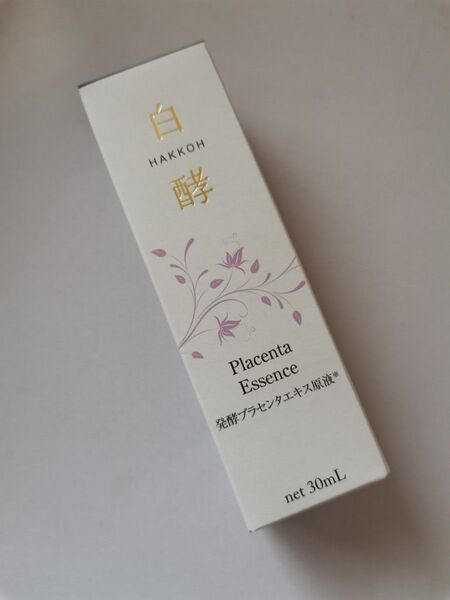 白
HAKKOH
酵
Placenta
Essence
発酵プラセンタエキス原液※
net 30mL